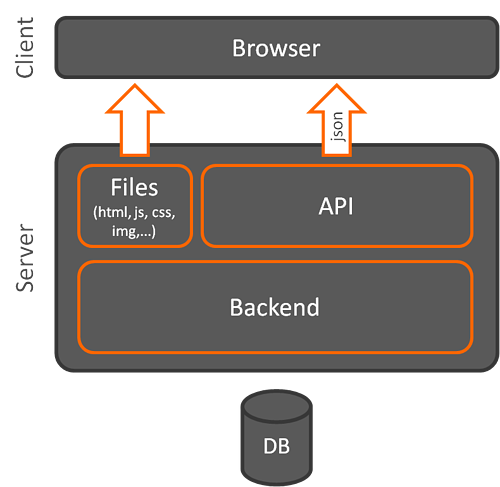 Client
Browser
json
Server
Files
(html, js, css,
img,...)
API
Backend
DB